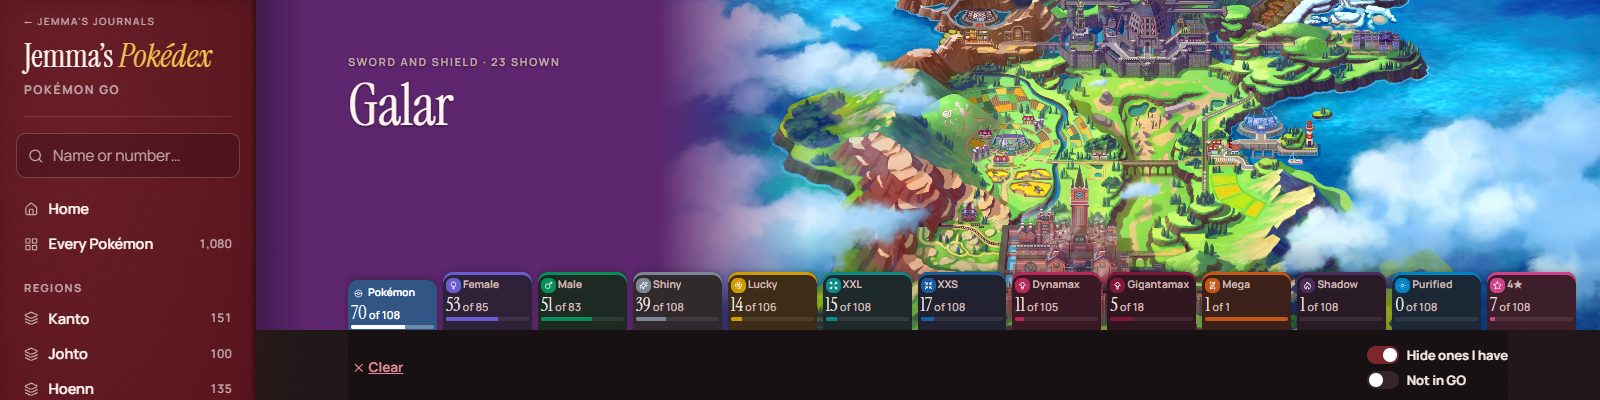 ← JEMMA'S JOURNALS
Jemma's Pokédex
POKÉMON GO
Name or number...
Home
Every Pokémon 1,080
REGIONS
Kanto 151
Johto 100
Hoenn 135
SWORD AND SHIELD · 23 SHOWN
Galar
Pokémon
70 of 108
Female
53 of 85
Male
51 of 83
Shiny
39 of 108
Lucky
14 of 106
XXL
15 of 108
XXS
17 of 108
Dynamax
11 of 105
Gigantamax
5 of 18
Mega
1 of 1
Shadow
1 of 108
Purified
0 of 108
4★
7 of 108
× Clear
Hide ones I have
Not in GO